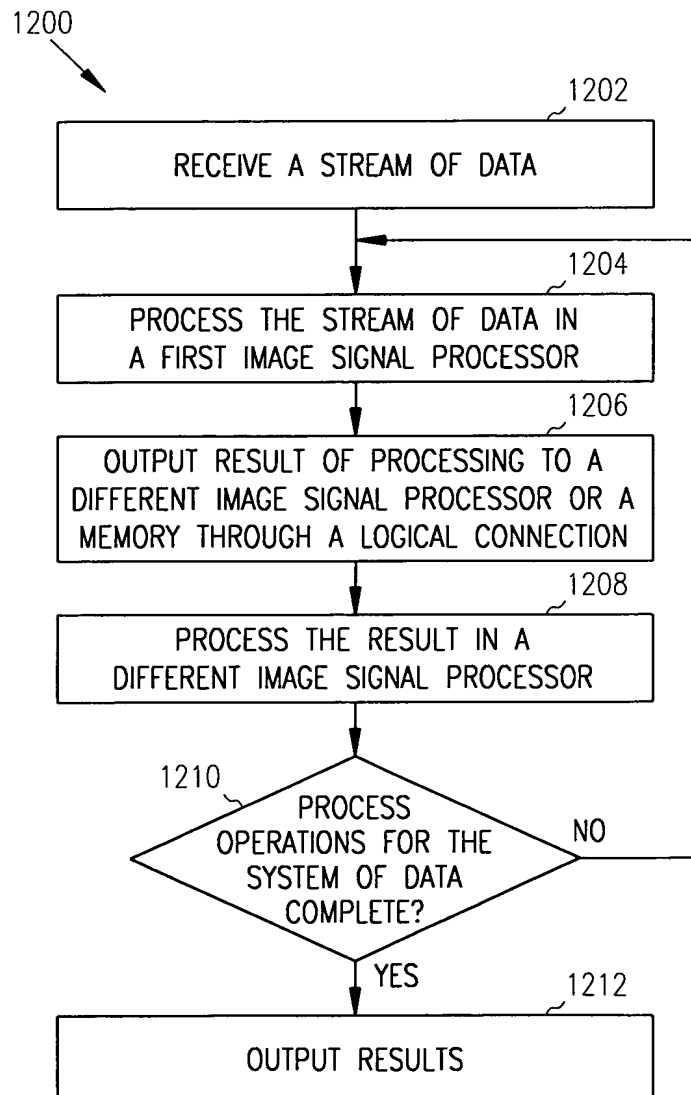 1200
1202
RECEIVE A STREAM OF DATA
1204
PROCESS THE STREAM OF DATA IN
A FIRST IMAGE SIGNAL PROCESSOR
1206
OUTPUT RESULT OF PROCESSING TO A
DIFFERENT IMAGE SIGNAL PROCESSOR OR A
MEMORY THROUGH A LOGICAL CONNECTION
1208
PROCESS THE RESULT IN A
DIFFERENT IMAGE SIGNAL PROCESSOR
1210
PROCESS
OPERATIONS FOR THE
SYSTEM OF DATA
COMPLETE?
NO
YES
1212
OUTPUT RESULTS